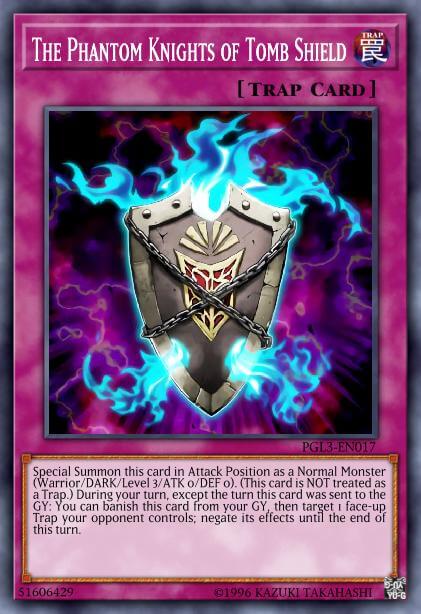 THE PHANTOM KNIGHTS OF TOMB SHIELD
TRAP
罠
[TRAP CARD]
PGL3-EN017
Special Summon this card in Attack Position as a Normal Monster
(Warrior/DARK/Level 3/ATK 0/DEF 0). (This card is NOT treated as
a Trap.) During your turn, except the turn this card was sent to the
GY: You can banish this card from your GY, then target 1 face-up
Trap your opponent controls; negate its effects until the end of
this turn.
51606429
©1996 KAZUKI TAKAHASHI